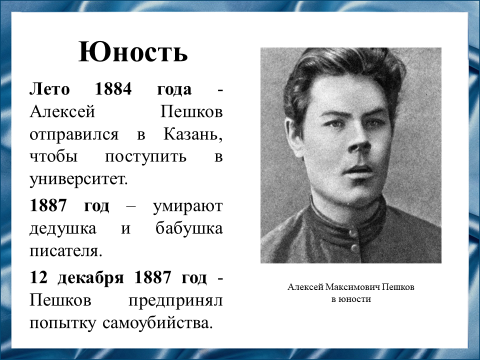 Юность
Лето 1884 года -
Алексей Пешков
отправился в Казань,
чтобы поступить в
университет.
1887 год – умирают
дедушка и бабушка
писателя.
12 декабря 1887 год -
Пешков предпринял
попытку самоубийства.
Алексей Максимович Пешков
в юности